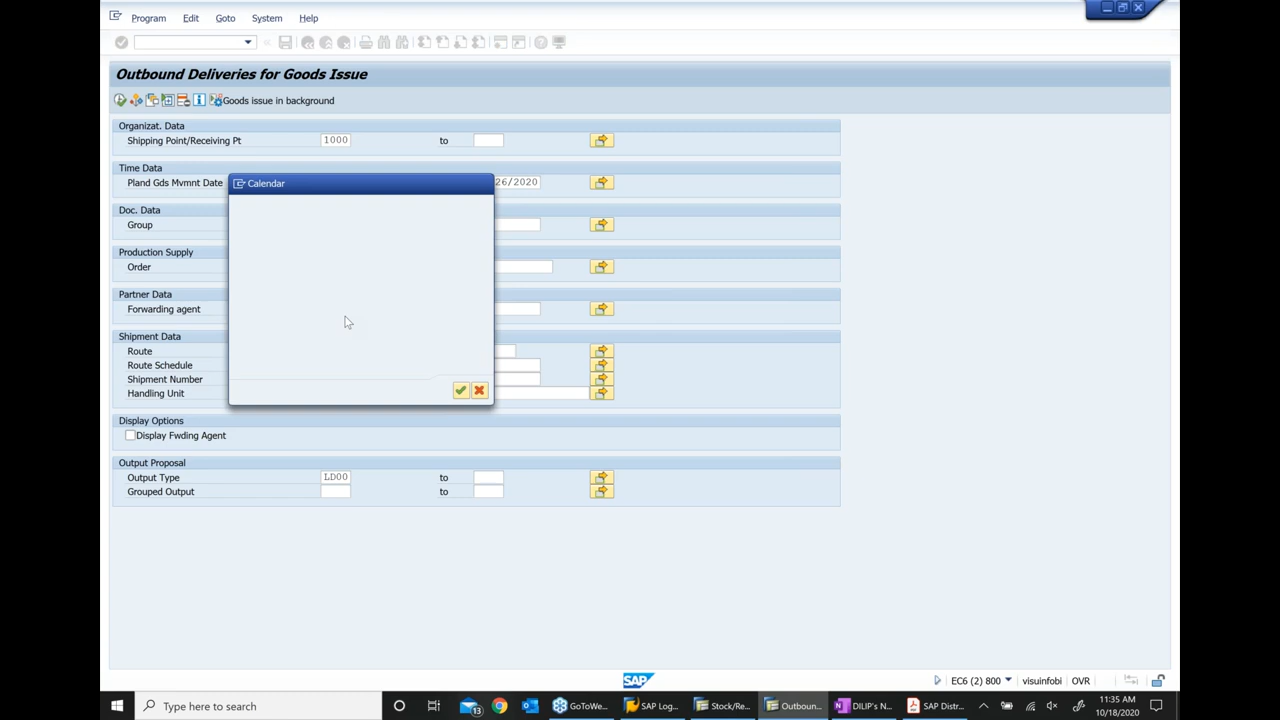 Program Edit Goto System Help
Outbound Deliveries for Goods Issue
Goods issue in background
Organizat. Data
Shipping Point/Receiving Pt 1000 to
Time Data
Pland Gds Mvmnt Date 26/2020
Calendar
Doc. Data
Group
Production Supply
Order
Partner Data
Forwarding agent
Shipment Data
Route
Route Schedule
Shipment Number
Handling Unit
Display Options
Display Fwding Agent
Output Proposal
Output Type LD00 to
Grouped Output to
SAP EC6 (2) 800 visuinfobi OVR
Type here to search 13 GoToWe... SAP Log... Stock/Re... Outboun... DILIP's N... SAP Distr... 11:35 AM
10/18/2020